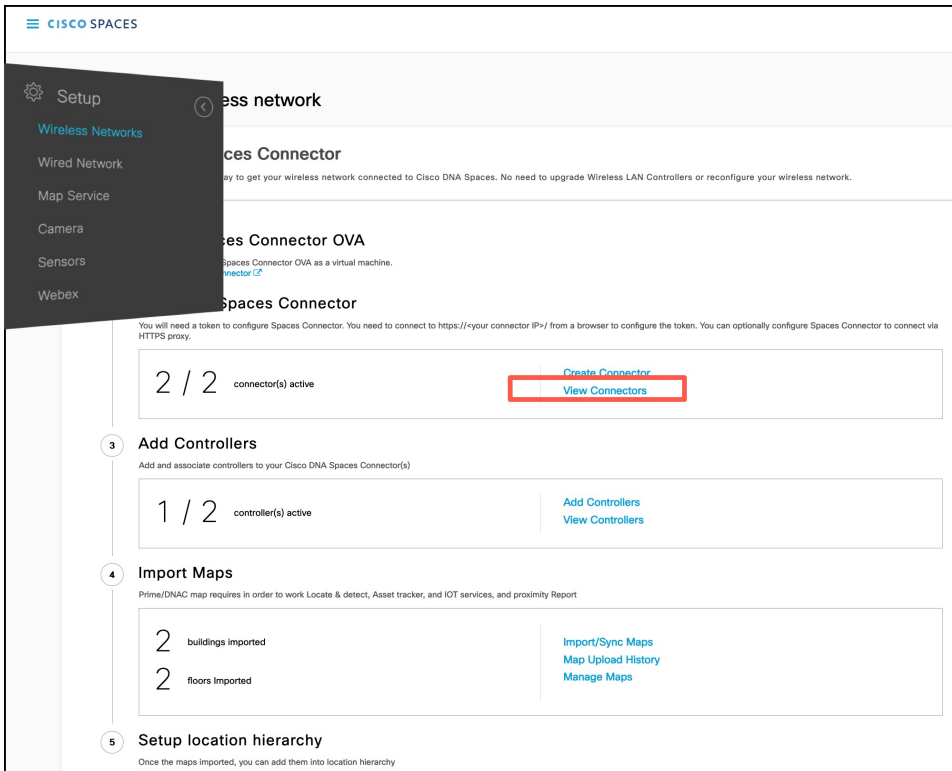 CISCO SPACES
Setup
Wireless Networks
Wired Network
Map Service
Camera
Sensors
Webex
ess network
ces Connector
ay to get your wireless network connected to Cisco DNA Spaces. No need to upgrade Wireless LAN Controllers or reconfigure your wireless network.
ces Connector OVA
Spaces Connector OVA as a virtual machine.
nnector
Spaces Connector
You will need a token to configure Spaces Connector. You need to connect to https://<your connector IP>/ from a browser to configure the token. You can optionally configure Spaces Connector to connect via
HTTPS proxy.
2 / 2 connector(s) active
Create Connector
View Connectors
3 Add Controllers
Add and associate controllers to your Cisco DNA Spaces Connector(s)
1 / 2 controller(s) active
Add Controllers
View Controllers
4 Import Maps
Prime/DNAC map requires in order to work Locate & detect, Asset tracker, and IOT services, and proximity Report
2 buildings imported
2 floors Imported
Import/Sync Maps
Map Upload History
Manage Maps
5 Setup location hierarchy
Once the maps imported, you can add them into location hierarchy